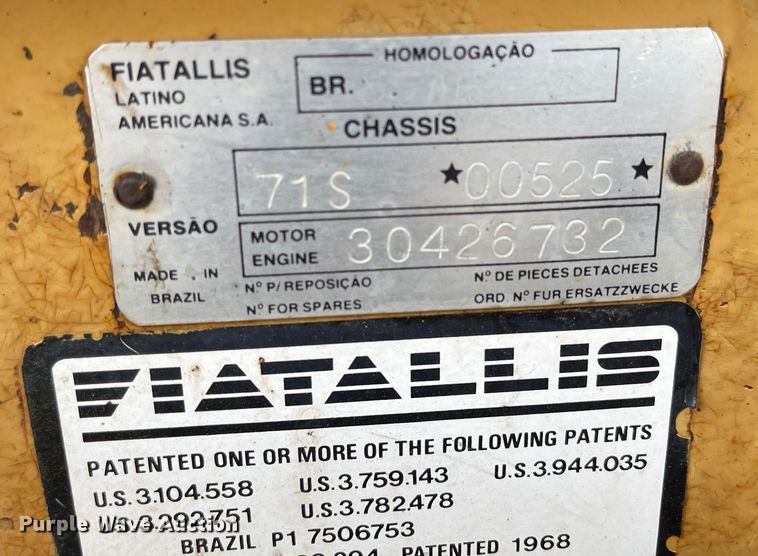 FIATALLIS
LATINO
AMERICANA S.A.
HOMOLOGAÇÃO
BR.
CHASSIS
71S ★00525★
VERSÃO
MOTOR
ENGINE 30426732
MADE IN
BRAZIL
Nº P/ REPOSIÇÃO
Nº FOR SPARES
Nº DE PIECES DETACHEES
ORD. Nº FUR ERSATZZWECKE
FIATALLIS
PATENTED ONE OR MORE OF THE FOLLOWING PATENTS
U.S.3.104.558 U.S.3.759.143 U.S.3.944.035
U.S.3.292.751 U.S.3.782.478
BRAZIL P1 7506753
PATENTED 1968
Purple Wave Auction